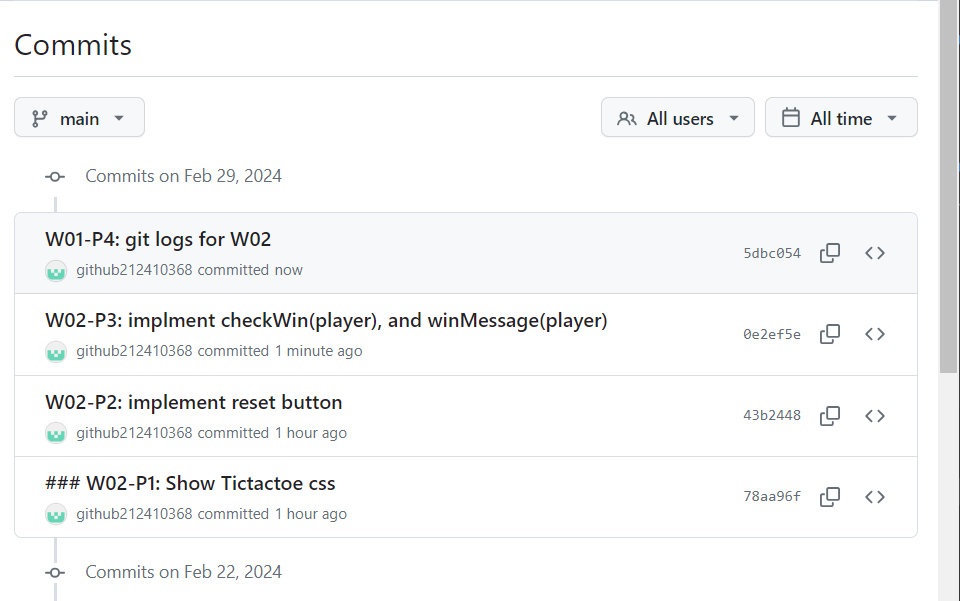 Commits
main
All users
All time
Commits on Feb 29, 2024
W01-P4: git logs for W02
5dbc054
github212410368 committed now
W02-P3: implment checkWin(player), and winMessage(player)
0e2ef5e
github212410368 committed 1 minute ago
W02-P2: implement reset button
43b2448
github212410368 committed 1 hour ago
### W02-P1: Show Tictactoe css
78aa96f
github212410368 committed 1 hour ago
Commits on Feb 22, 2024